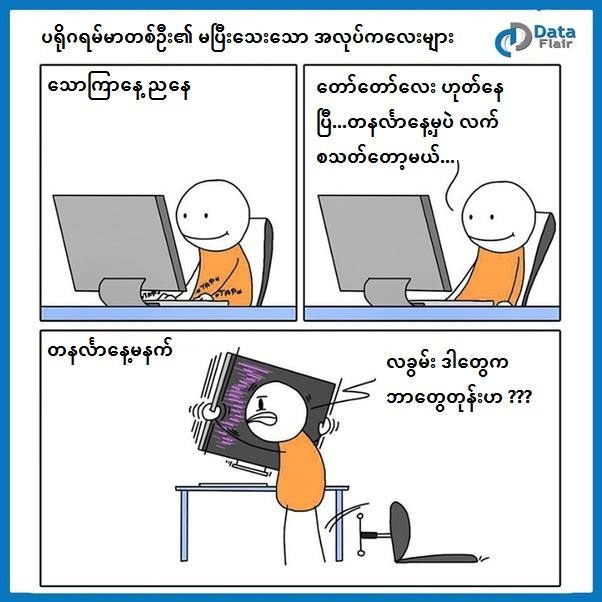 ပရိုဂရမ်မာတစ်ဦး၏ မပြီးသေးသော အလုပ်ကလေးများ
Data
Flair
သောကြာနေ့ ညနေ
တော်တော်လေး ဟုတ်နေ
ပြီ...တနင်္လာနေ့မှပဲ လက်
စသတ်တော့မယ်...
TAP
TAP
TAP
တနင်္လာနေ့မနက်
လခွမ်း ဒါတွေက
ဘာတွေတုန်းဟ ???